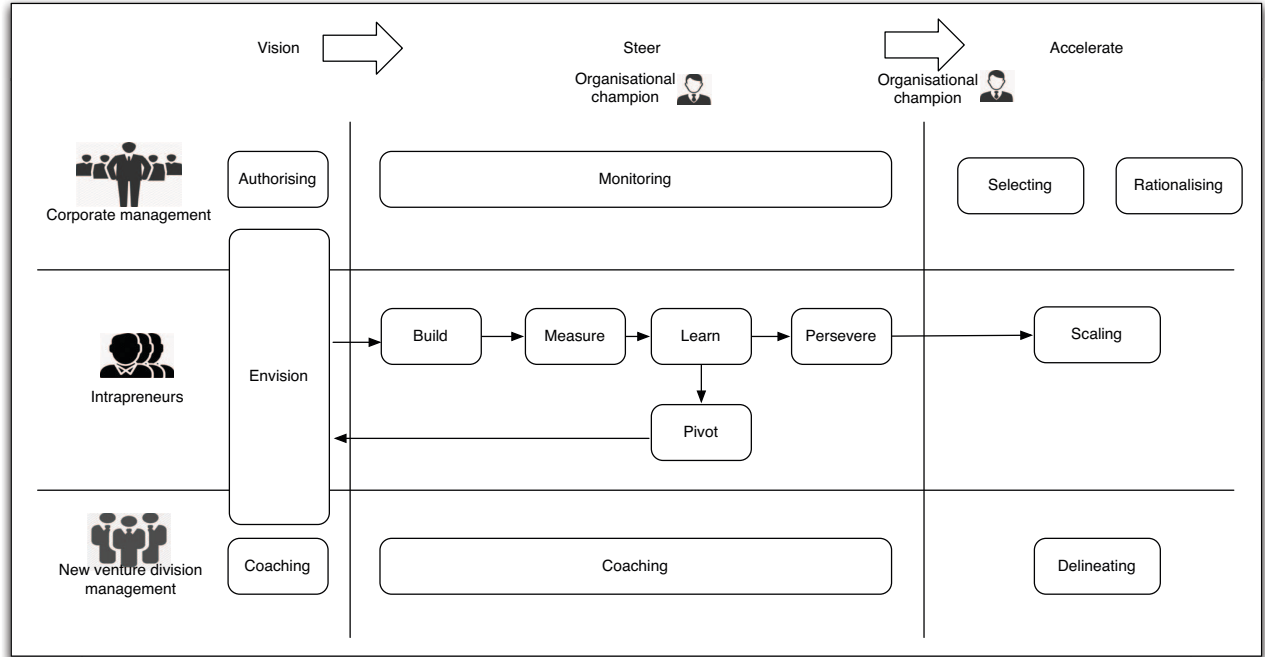 Vision
Steer
Accelerate
Organisational
champion
Organisational
champion
Corporate management
Authorising
Monitoring
Selecting
Rationalising
Intrapreneurs
Envision
Build
Measure
Learn
Persevere
Scaling
Pivot
New venture division
management
Coaching
Coaching
Delineating